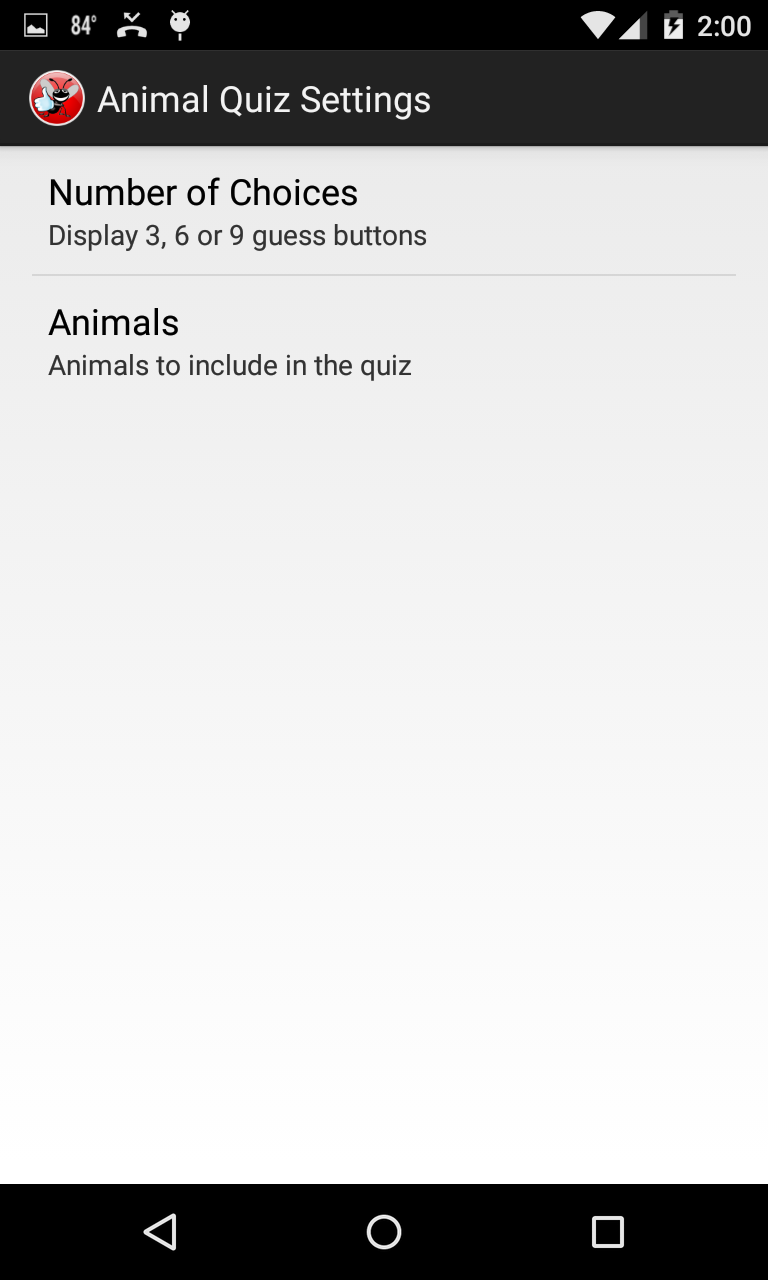 84° 2:00
Animal Quiz Settings
Number of Choices
Display 3, 6 or 9 guess buttons
Animals
Animals to include in the quiz